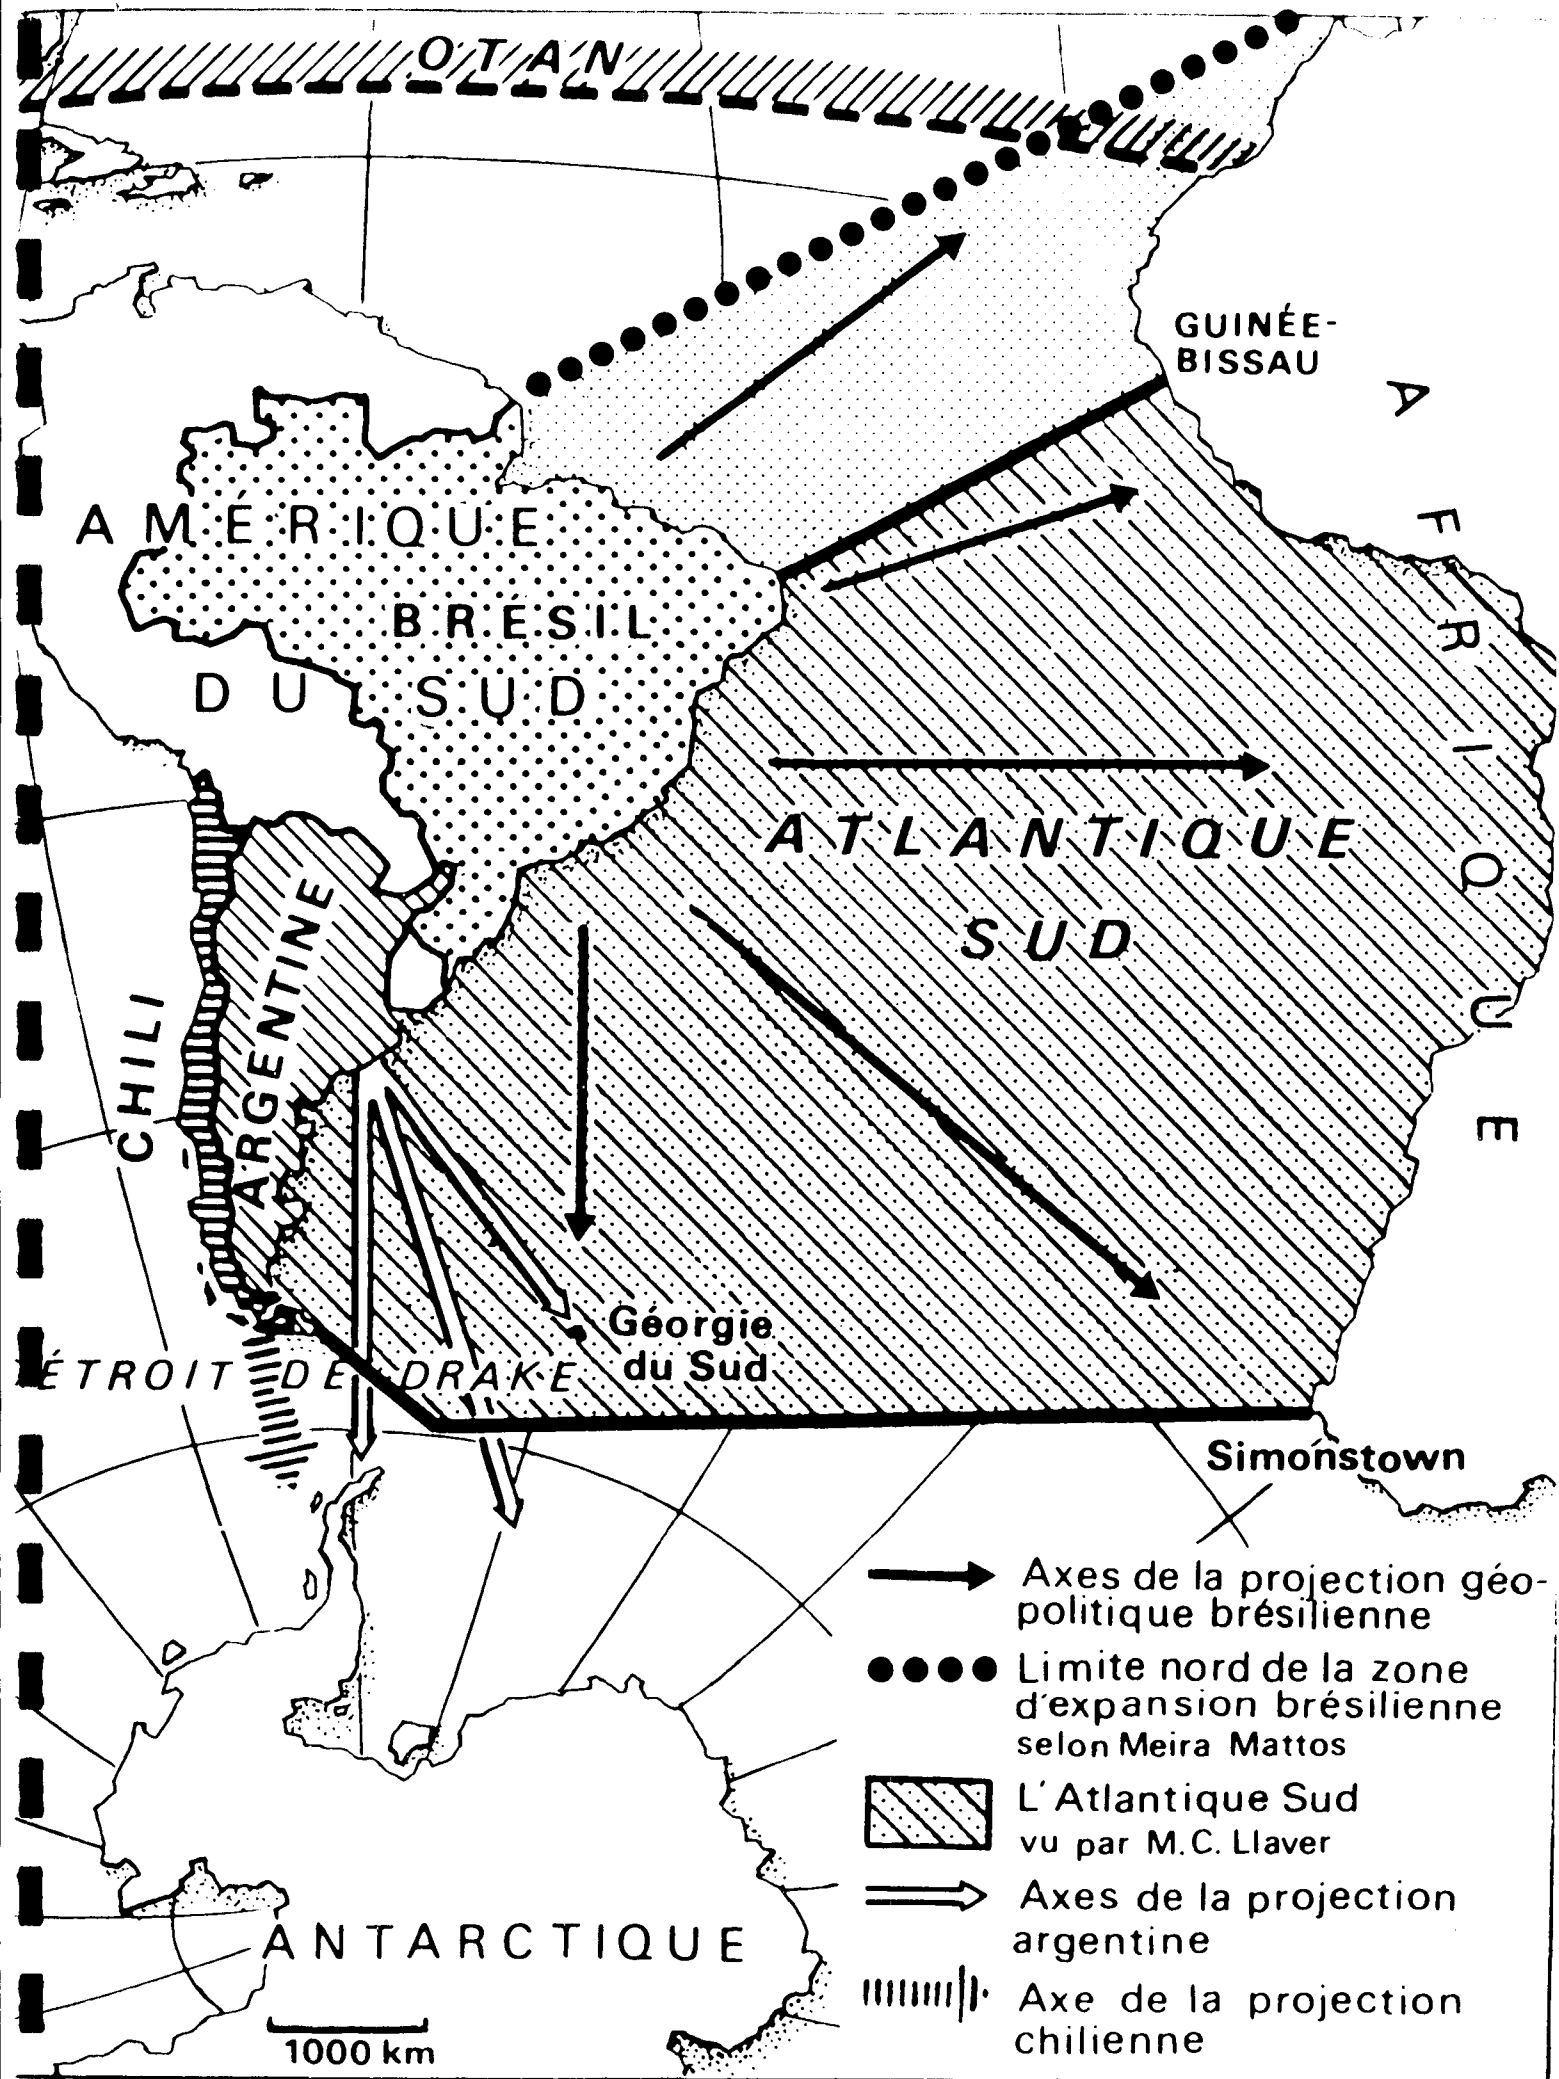 OTAN
GUINÉE-
BISSAU
AFRIQUE
AMÉRIQUE
BRÉSIL
DU SUD
ATLANTIQUE
SUD
CHILI
ARGENTINE
Géorgie
du Sud
DÉTROIT DE DRAKE
Simonstown
Axes de la projection géo-
politique brésilienne
Limite nord de la zone
d'expansion brésilienne
selon Meira Mattos
L'Atlantique Sud
vu par M.C. Llaver
Axes de la projection
argentine
Axe de la projection
chilienne
ANTARCTIQUE
1000 km